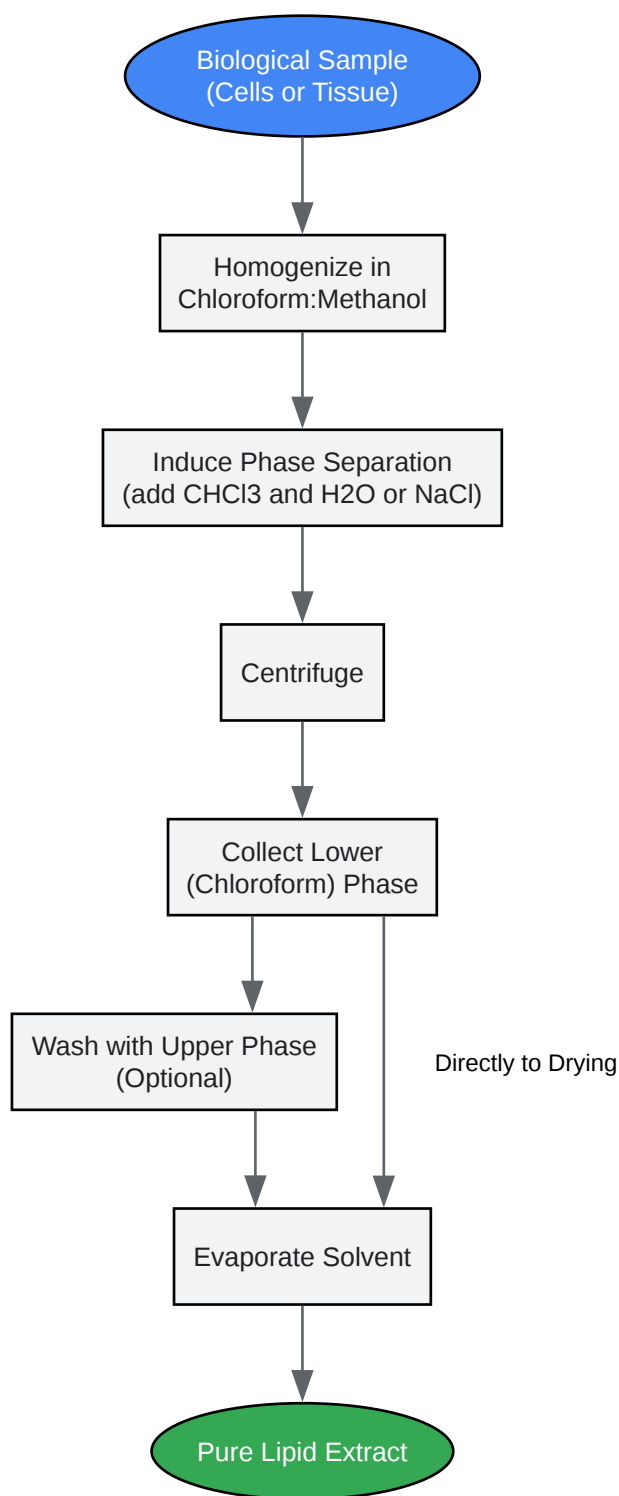 Biological Sample
(Cells or Tissue)
Homogenize in
Chloroform:Methanol
Induce Phase Separation
(add CHCl3 and H2O or NaCl)
Centrifuge
Collect Lower
(Chloroform) Phase
Wash with Upper Phase
(Optional)
Directly to Drying
Evaporate Solvent
Pure Lipid Extract